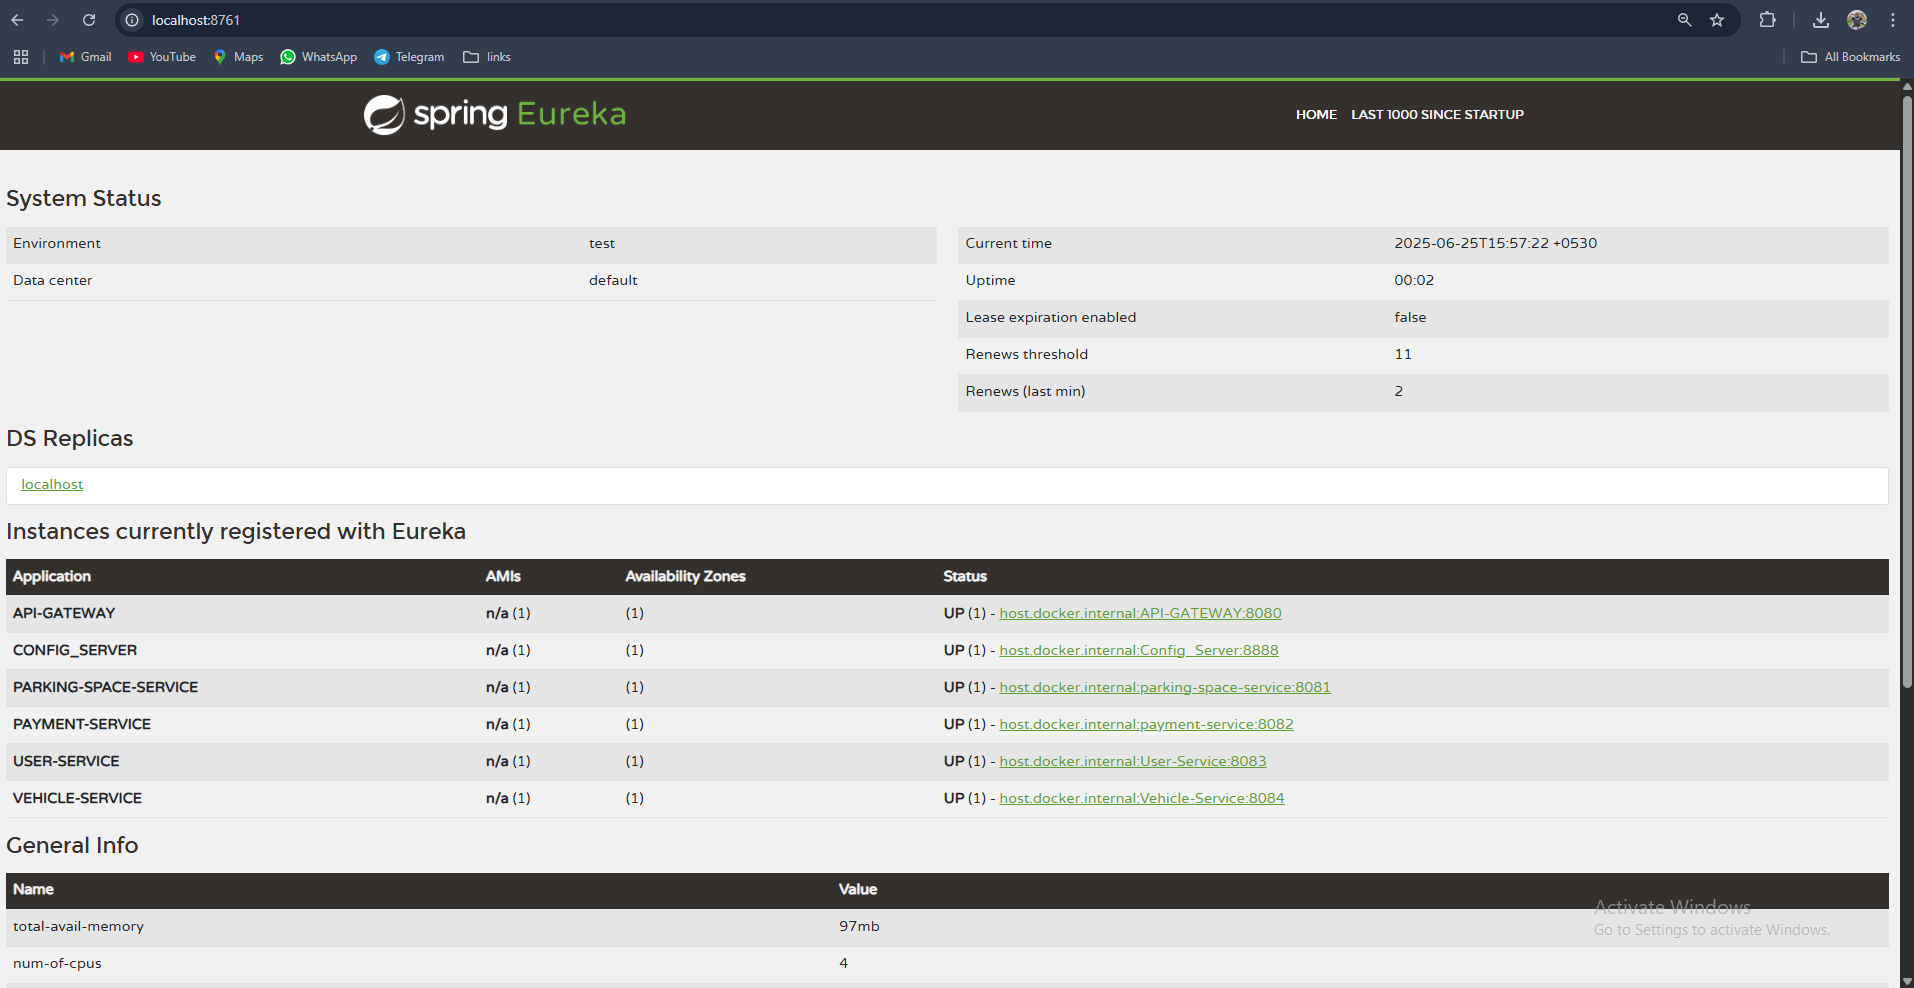 localhost:8761
Gmail YouTube Maps WhatsApp Telegram links All Bookmarks
spring Eureka HOME LAST 1000 SINCE STARTUP
System Status
Environment test
Data center default
Current time 2025-06-25T15:57:22 +0530
Uptime 00:02
Lease expiration enabled false
Renews threshold 11
Renews (last min) 2
DS Replicas
localhost
Instances currently registered with Eureka
Application AMIs Availability Zones Status
API-GATEWAY n/a (1) (1) UP (1) - host.docker.internal:API-GATEWAY:8080
CONFIG_SERVER n/a (1) (1) UP (1) - host.docker.internal:Config_Server:8888
PARKING-SPACE-SERVICE n/a (1) (1) UP (1) - host.docker.internal:parking-space-service:8081
PAYMENT-SERVICE n/a (1) (1) UP (1) - host.docker.internal:payment-service:8082
USER-SERVICE n/a (1) (1) UP (1) - host.docker.internal:User-Service:8083
VEHICLE-SERVICE n/a (1) (1) UP (1) - host.docker.internal:Vehicle-Service:8084
General Info
Name Value
total-avail-memory 97mb
num-of-cpus 4
Activate Windows
Go to Settings to activate Windows.